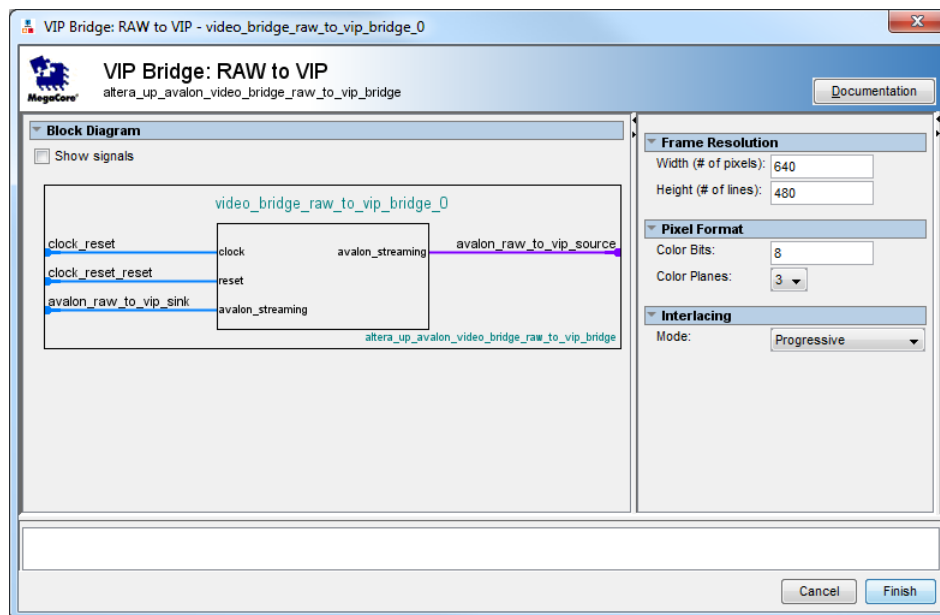 VIP Bridge: RAW to VIP - video_bridge_raw_to_vip_bridge_0
X
MegaCore®
VIP Bridge: RAW to VIP
altera_up_avalon_video_bridge_raw_to_vip_bridge
Documentation
Block Diagram
Show signals
video_bridge_raw_to_vip_bridge_0
clock_reset
clock
avalon_streaming
avalon_raw_to_vip_source
clock_reset_reset
reset
avalon_raw_to_vip_sink
avalon_streaming
altera_up_avalon_video_bridge_raw_to_vip_bridge
Frame Resolution
Width (# of pixels): 640
Height (# of lines): 480
Pixel Format
Color Bits: 8
Color Planes: 3
Interlacing
Mode: Progressive
Cancel
Finish